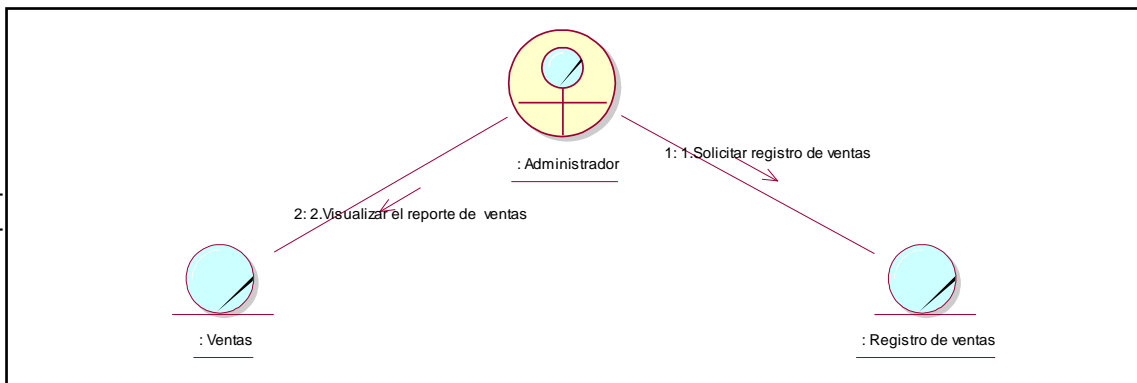 : Administrador
1: 1.Solicitar registro de ventas
2: 2.Visualizar el reporte de ventas
: Ventas
: Registro de ventas